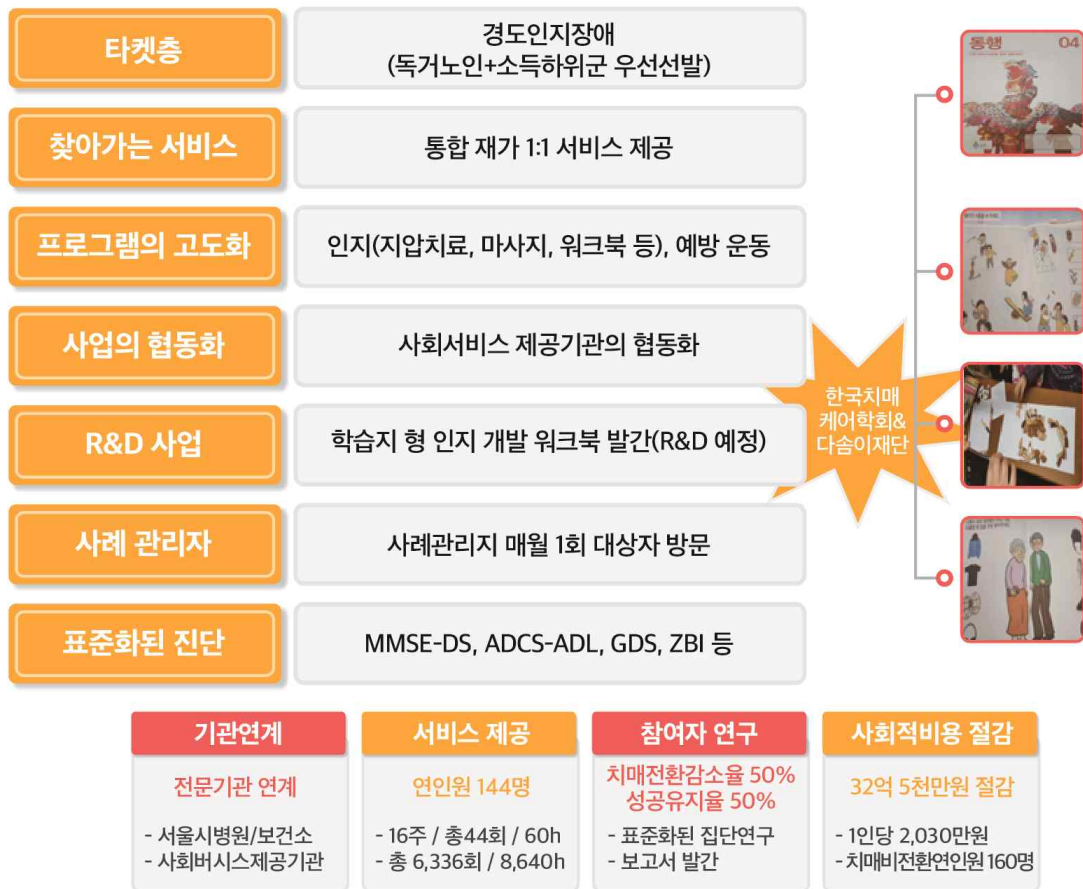 타켓층
경도인지장애
(독거노인+소득하위군 우선선발)
찾아가는 서비스
통합 재가 1:1 서비스 제공
프로그램의 고도화
인지(지압치료, 마사지, 워크북 등), 예방 운동
사업의 협동화
사회서비스 제공기관의 협동화
R&D 사업
학습지 형 인지 개발 워크북 발간(R&D 예정)
사례 관리자
사례관리지 매월 1회 대상자 방문
표준화된 진단
MMSE-DS, ADCS-ADL, GDS, ZBI 등
한국치매
케어학회&
다솜이재단
동행
04
기관연계
전문기관 연계
- 서울시병원/보건소
- 사회버시스제공기관
서비스 제공
연인원 144명
- 16주 / 총44회 / 60h
- 총 6,336회 / 8,640h
참여자 연구
치매전환감소율 50%
성공유지율 50%
- 표준화된 집단연구
- 보고서 발간
사회적비용 절감
32억 5천만원 절감
- 1인당 2,030만원
- 치매비전환연인원 160명